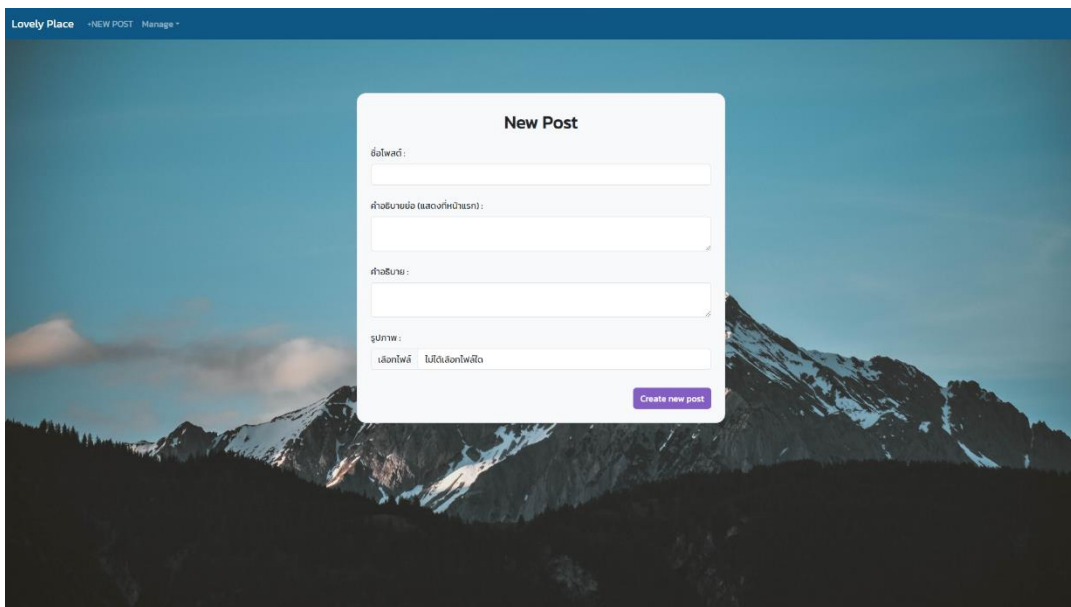 Lovely Place +NEW POST Manage
New Post
ชื่อโพสต์ :
คำอธิบายย่อ (แสดงที่หน้าแรก) :
คำอธิบาย :
รูปภาพ :
เลือกไฟล์ ไม่ได้เลือกไฟล์ใด
Create new post